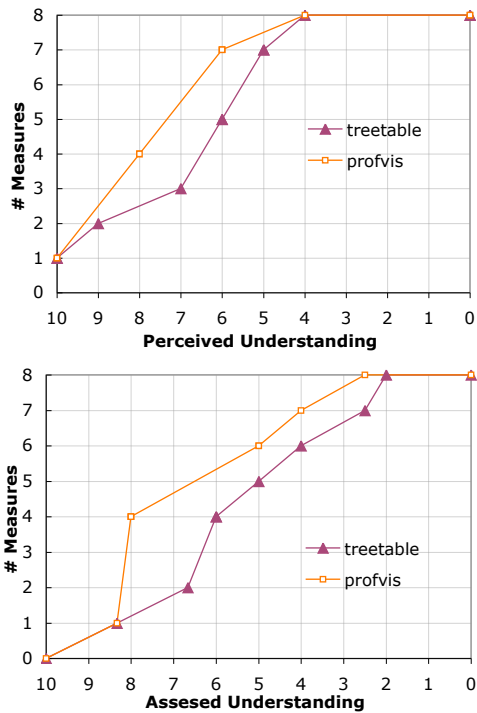 8
7
6
5
4
3
2
1
0
# Measures
treetable
profvis
10 9 8 7 6 5 4 3 2 1 0
Perceived Understanding
8
7
6
5
4
3
2
1
0
# Measures
treetable
profvis
10 9 8 7 6 5 4 3 2 1 0
Assesed Understanding